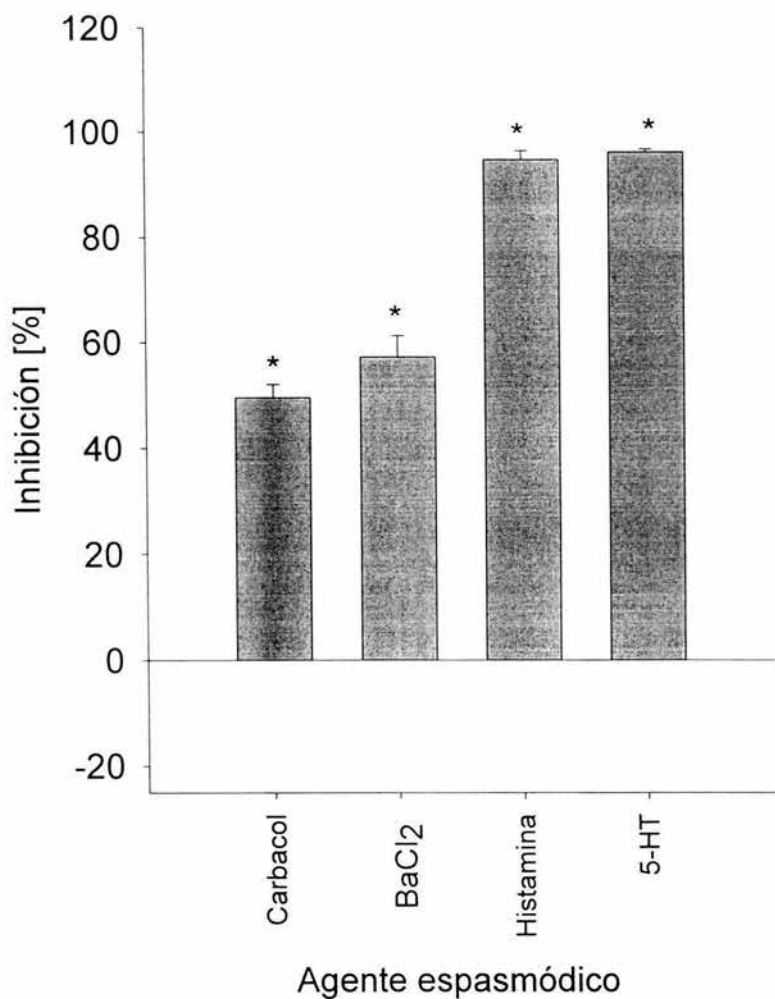 120
100
80
60
40
20
0
-20
Inhibición [%]
*
*
*
*
Carbacol
BaCl2
Histamina
5-HT
Agente espasmódico